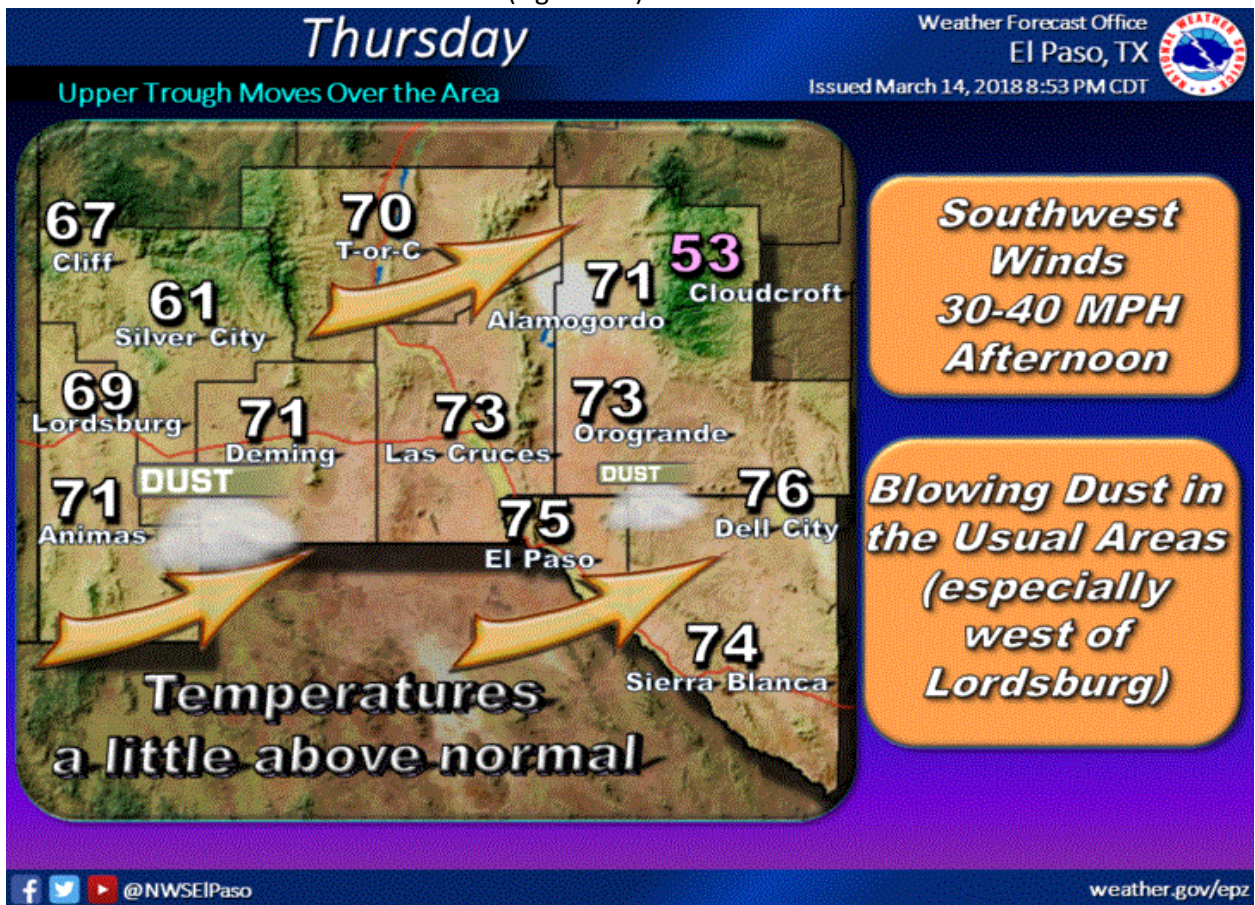 Thursday
Weather Forecast Office
El Paso, TX
Issued March 14, 2018 8:53 PM CDT
Upper Trough Moves Over the Area
NATIONAL WEATHER SERVICE
67
Cliff
70
T-or-C
71
Alamogordo
53
Cloudcroft
61
Silver City
69
Lordsburg
71
Deming
73
Las Cruces
73
Orogrande
DUST
DUST
71
Animas
75
El Paso
76
Dell City
74
Sierra Blanca
Temperatures
a little above normal
Southwest
Winds
30-40 MPH
Afternoon
Blowing Dust in
the Usual Areas
(especially
west of
Lordsburg)
@NWSElPaso
weather.gov/epz